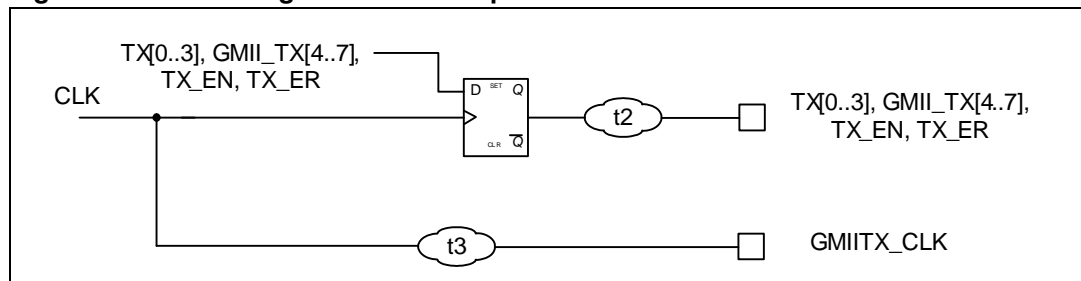 TX[0..3], GMII_TX[4..7],
TX_EN, TX_ER
CLK
D SET Q
CLR Q
t2
TX[0..3], GMII_TX[4..7],
TX_EN, TX_ER
t3
GMIITX_CLK